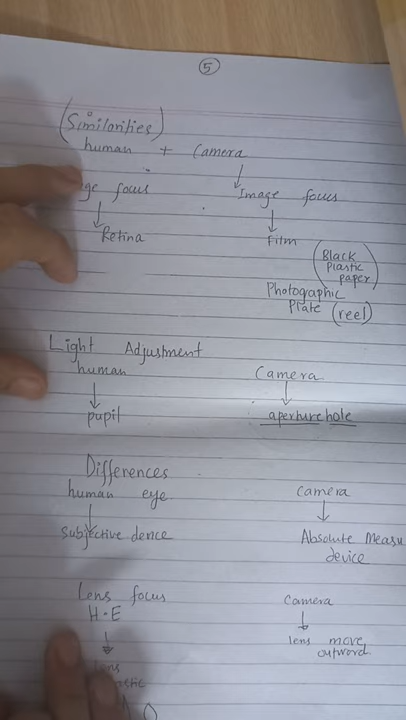 5
(Similarities)
human + Camera
ge focus Image focus
Retina Film (Black
Plastic
paper)
Photographic
Plate (reel)
Light Adjustment
human Camera
pupil aperture hole
Differences
human eye Camera
Subjective device Absolute Measu
device
Lens focus Camera
H.E lens move
outword.
lens